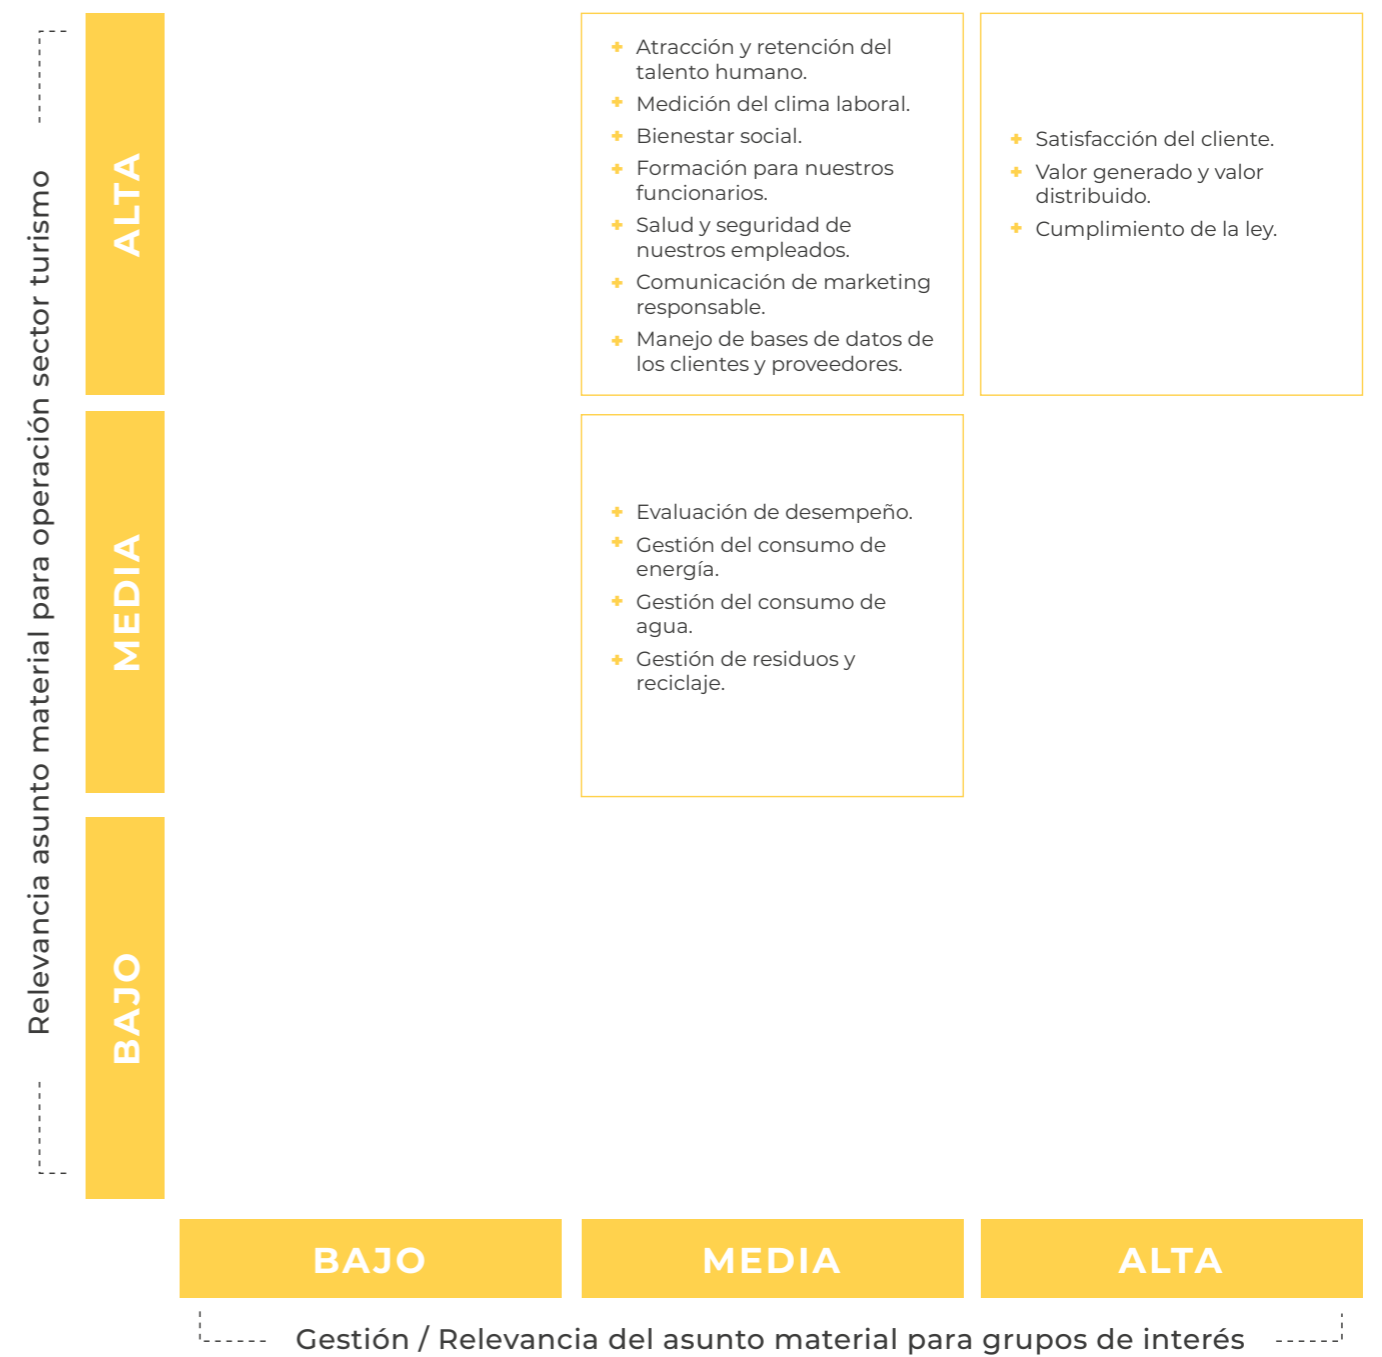 Relevancia asunto material para operación sector turismo
ALTA
Atracción y retención del
talento humano.
Medición del clima laboral.
Bienestar social.
Formación para nuestros
funcionarios.
Salud y seguridad de
nuestros empleados.
Comunicación de marketing
responsable.
Manejo de bases de datos de
los clientes y proveedores.
Satisfacción del cliente.
Valor generado y valor
distribuido.
Cumplimiento de la ley.
MEDIA
Evaluación de desempeño.
Gestión del consumo de
energía.
Gestión del consumo de
agua.
Gestión de residuos y
reciclaje.
BAJO
BAJO
MEDIA
ALTA
Gestión / Relevancia del asunto material para grupos de interés